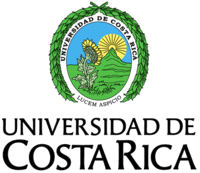 UNIVERSIDAD DE COSTA RICA
LUCEM ASPICIO
UNIVERSIDAD DE
COSTA RICA